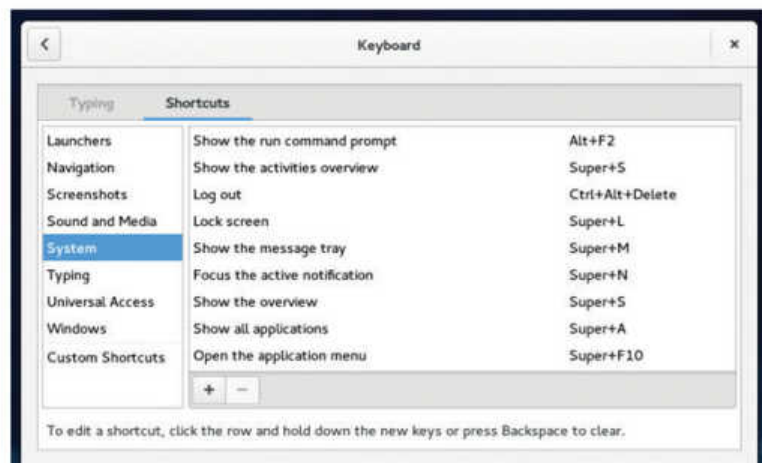 Keyboard
Typing Shortcuts
Launchers Show the run command prompt Alt+F2
Navigation Show the activities overview Super+S
Screenshots Log out Ctrl+Alt+Delete
Sound and Media Lock screen Super+L
System Show the message tray Super+M
Typing Focus the active notification Super+N
Universal Access Show the overview Super+S
Windows Show all applications Super+A
Custom Shortcuts Open the application menu Super+F10
To edit a shortcut, click the row and hold down the new keys or press Backspace to clear.